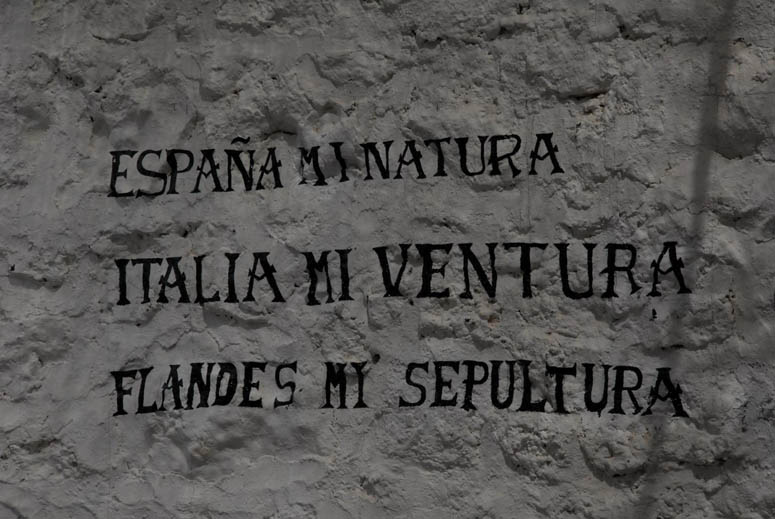 ESPAÑA MI NATURA
ITALIA MI VENTURA
FLANDES MI SEPULTURA